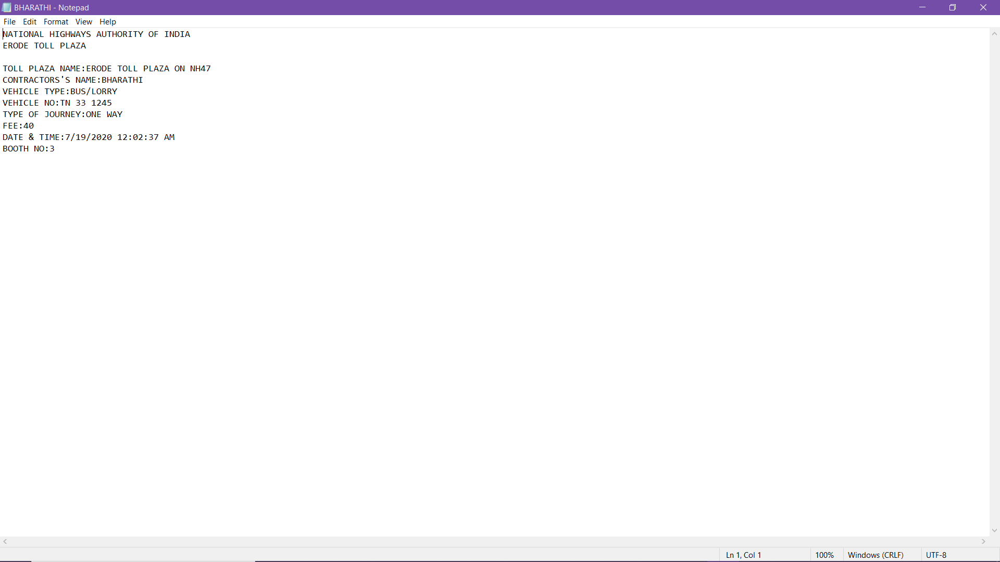 BHARATHI - Notepad
File Edit Format View Help
NATIONAL HIGHWAYS AUTHORITY OF INDIA
ERODE TOLL PLAZA
TOLL PLAZA NAME:ERODE TOLL PLAZA ON NH47
CONTRACTORS'S NAME:BHARATHI
VEHICLE TYPE:BUS/LORRY
VEHICLE NO:TN 33 1245
TYPE OF JOURNEY:ONE WAY
FEE:40
DATE & TIME:7/19/2020 12:02:37 AM
BOOTH NO:3
Ln 1, Col 1 100% Windows (CRLF) UTF-8